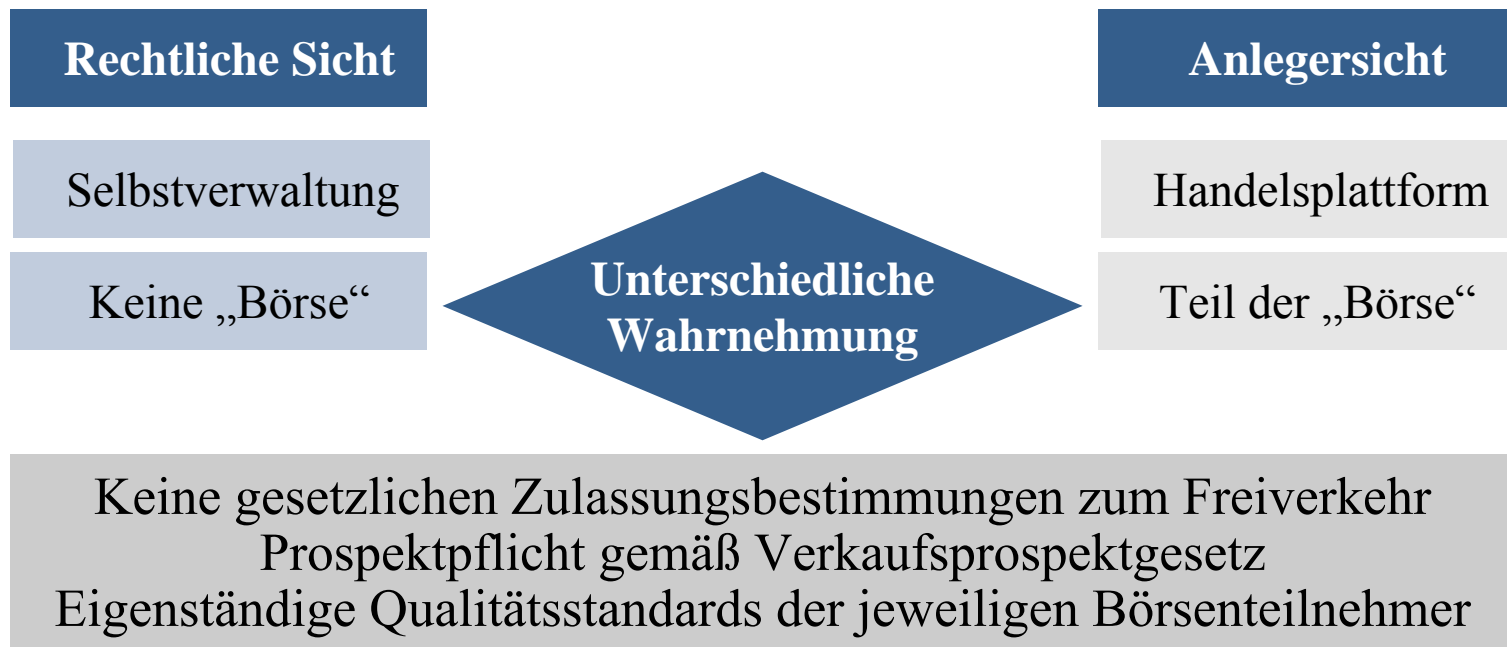 Rechtliche Sicht
Anlegersicht
Selbstverwaltung
Handelsplattform
Keine „Börse“
Unterschiedliche
Wahrnehmung
Teil der „Börse“
Keine gesetzlichen Zulassungsbestimmungen zum Freiverkehr
Prospektpflicht gemäß Verkaufsprospektgesetz
Eigenständige Qualitätsstandards der jeweiligen Börsenteilnehmer